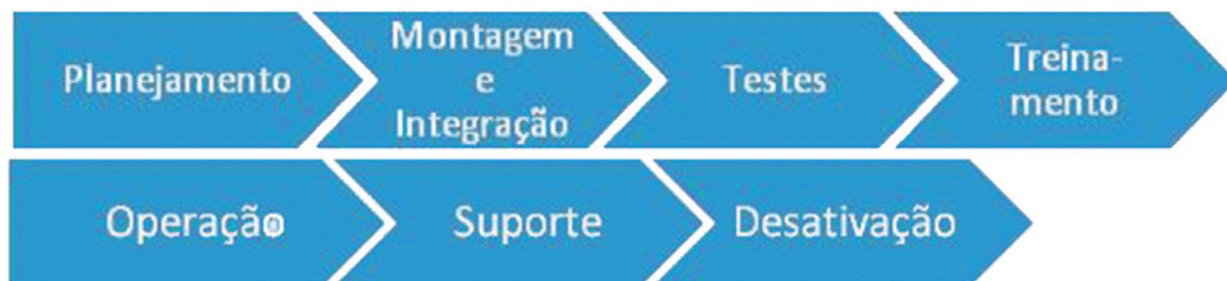 Planejamento
Montagem
e
Integração
Testes
Treina-
mento
Operação
Suporte
Desativação